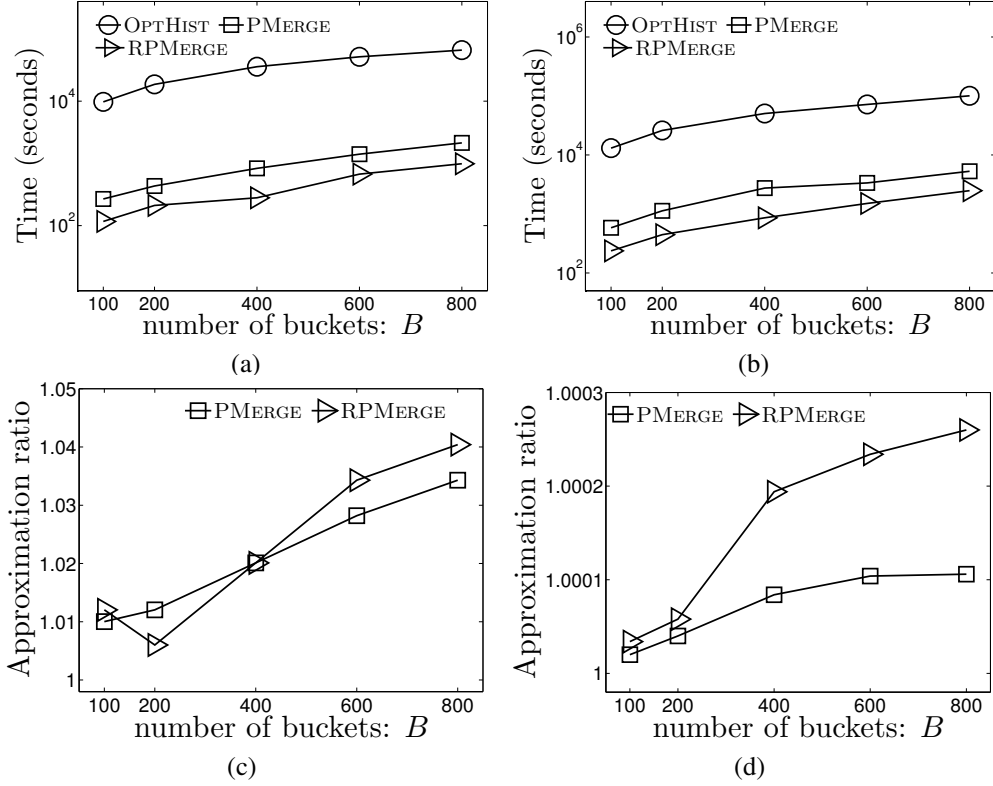 OPTHIST PMERGE
RPMERGE
Time (seconds)
10^4
10^2
100 200 400 600 800
number of buckets: B
(a)
OPTHIST PMERGE
RPMERGE
Time (seconds)
10^6
10^4
10^2
100 200 400 600 800
number of buckets: B
(b)
PMERGE RPMERGE
Approximation ratio
1.05
1.04
1.03
1.02
1.01
1
100 200 400 600 800
number of buckets: B
(c)
PMERGE RPMERGE
Approximation ratio
1.0003
1.0002
1.0001
1
100 200 400 600 800
number of buckets: B
(d)